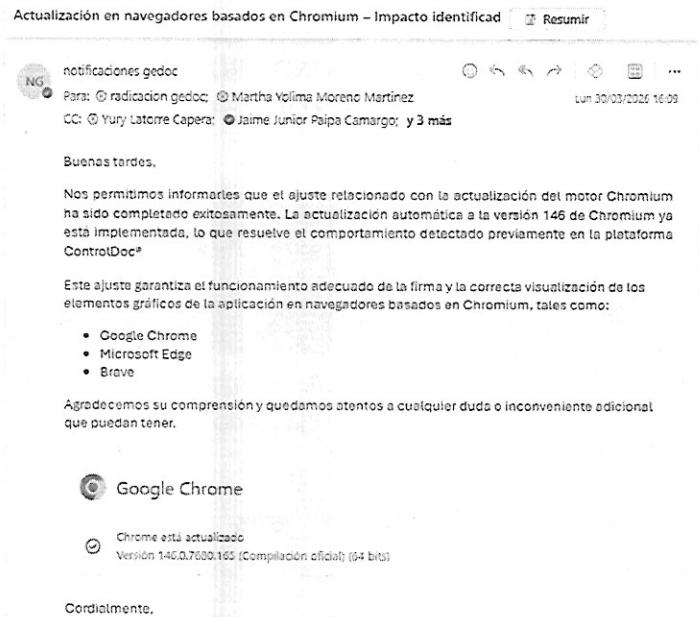 Actualización en navegadores basados en Chromium – Impacto identificad
Resumir
NG
notificaciones gedoc
Para: radicacion gedoc; Martha Yolima Moreno Martinez
Lun 30/03/2026 16:09
CC: Yury Latorre Capera; Jaime Junior Paipa Camargo; y 3 más
Buenas tardes,
Nos permitimos informarles que el ajuste relacionado con la actualización del motor Chromium
ha sido completado exitosamente. La actualización automática a la versión 146 de Chromium ya
está implementada, lo que resuelve el comportamiento detectado previamente en la plataforma
ControlDoc®
Este ajuste garantiza el funcionamiento adecuado de la firma y la correcta visualización de los
elementos gráficos de la aplicación en navegadores basados en Chromium, tales como:
• Google Chrome
• Microsoft Edge
• Brave
Agradecemos su comprensión y quedamos atentos a cualquier duda o inconveniente adicional
que puedan tener.
Google Chrome
Chrome está actualizado
Versión 146.0.7680.165 (Compilación oficial) (64 bits)
Cordialmente,